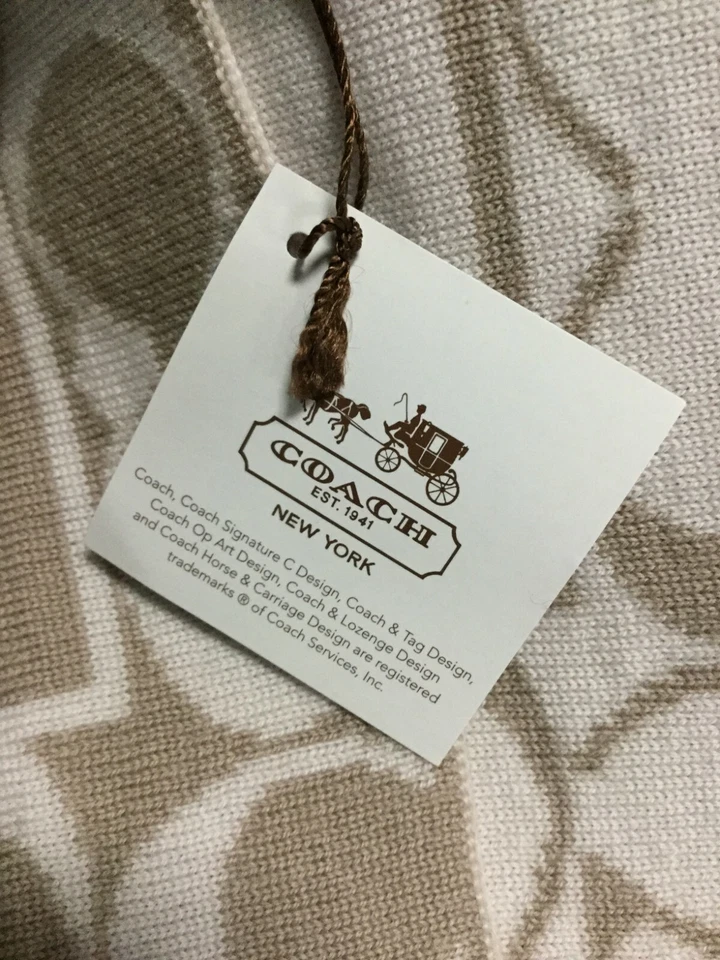 COACH
EST. 1941
NEW YORK
Coach, Coach Signature C Design, Coach & Tag Design,
Coach Op Art Design, Coach & Lozenge Design
and Coach Horse & Carriage Design are registered
trademarks ® of Coach Services, Inc.